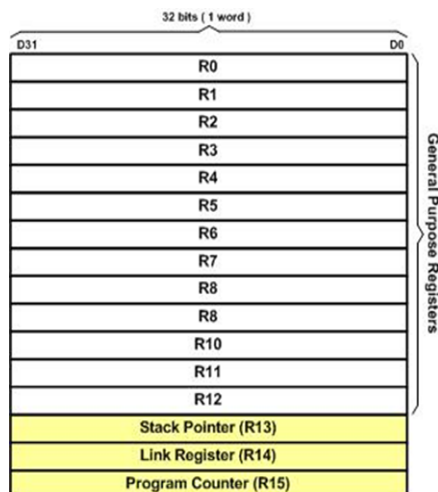 32 bits ( 1 word )
D31 D0
R0
R1
R2
R3
R4
R5
R6
R7
R8
R8
R10
R11
R12
General Purpose Registers
Stack Pointer (R13)
Link Register (R14)
Program Counter (R15)